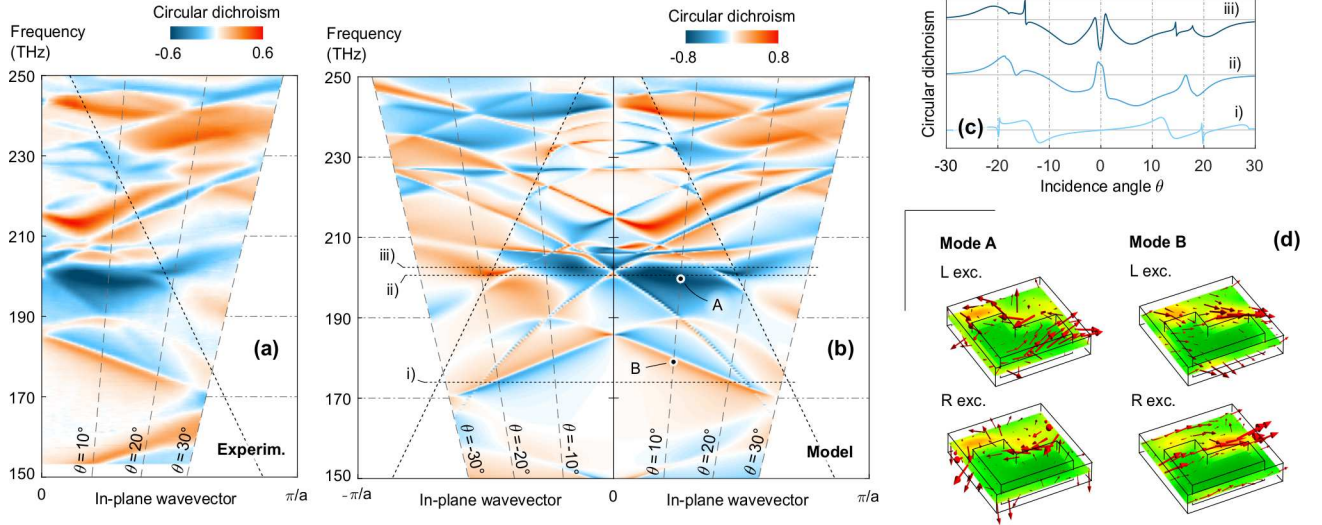 Circular dichroism
Frequency
(THz)
-0.6
0.6
250
230
210
190
170
150
(a)
θ = 10°
θ = 20°
θ = 30°
Experim.
0
In-plane wavevector
π/a
Circular dichroism
Frequency
(THz)
-0.8
0.8
250
230
210
190
170
150
iii)
ii)
i)
A
B
(b)
θ = -30°
θ = -20°
θ = -10°
θ = 10°
θ = 20°
θ = 30°
Model
-π/a
In-plane wavevector
0
In-plane wavevector
π/a
Circular dichroism
iii)
ii)
i)
(c)
-30
-20
-10
0
10
20
30
Incidence angle θ
Mode A
Mode B
(d)
L exc.
L exc.
R exc.
R exc.